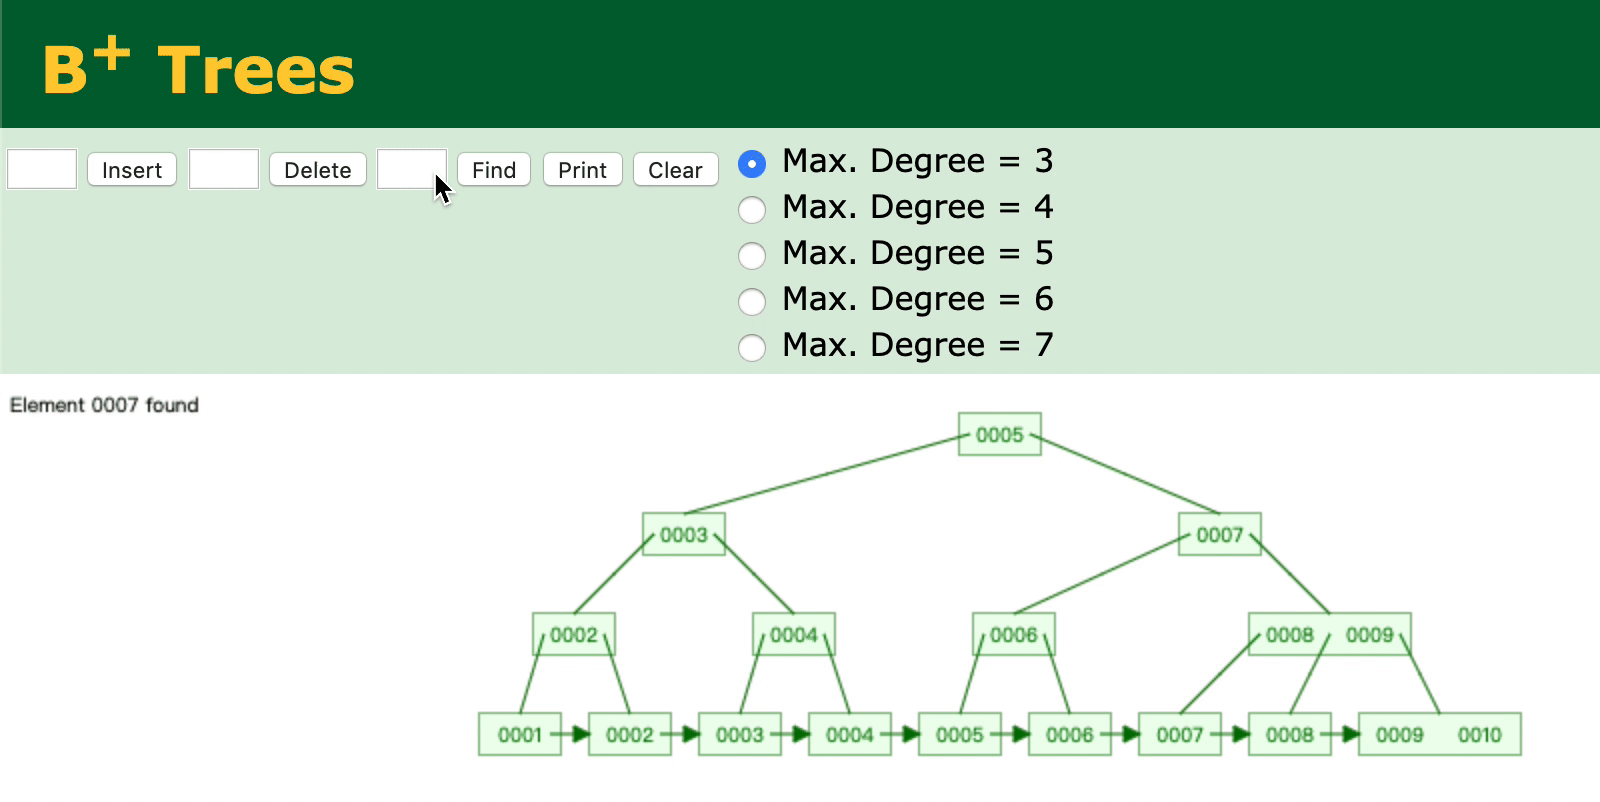 B+ Trees
Insert Delete Find Print Clear
Max. Degree = 3
Max. Degree = 4
Max. Degree = 5
Max. Degree = 6
Max. Degree = 7
Element 0007 found
0005
0003 0007
0002 0004 0006 0008 0009
0001 0002 0003 0004 0005 0006 0007 0008 0009 0010